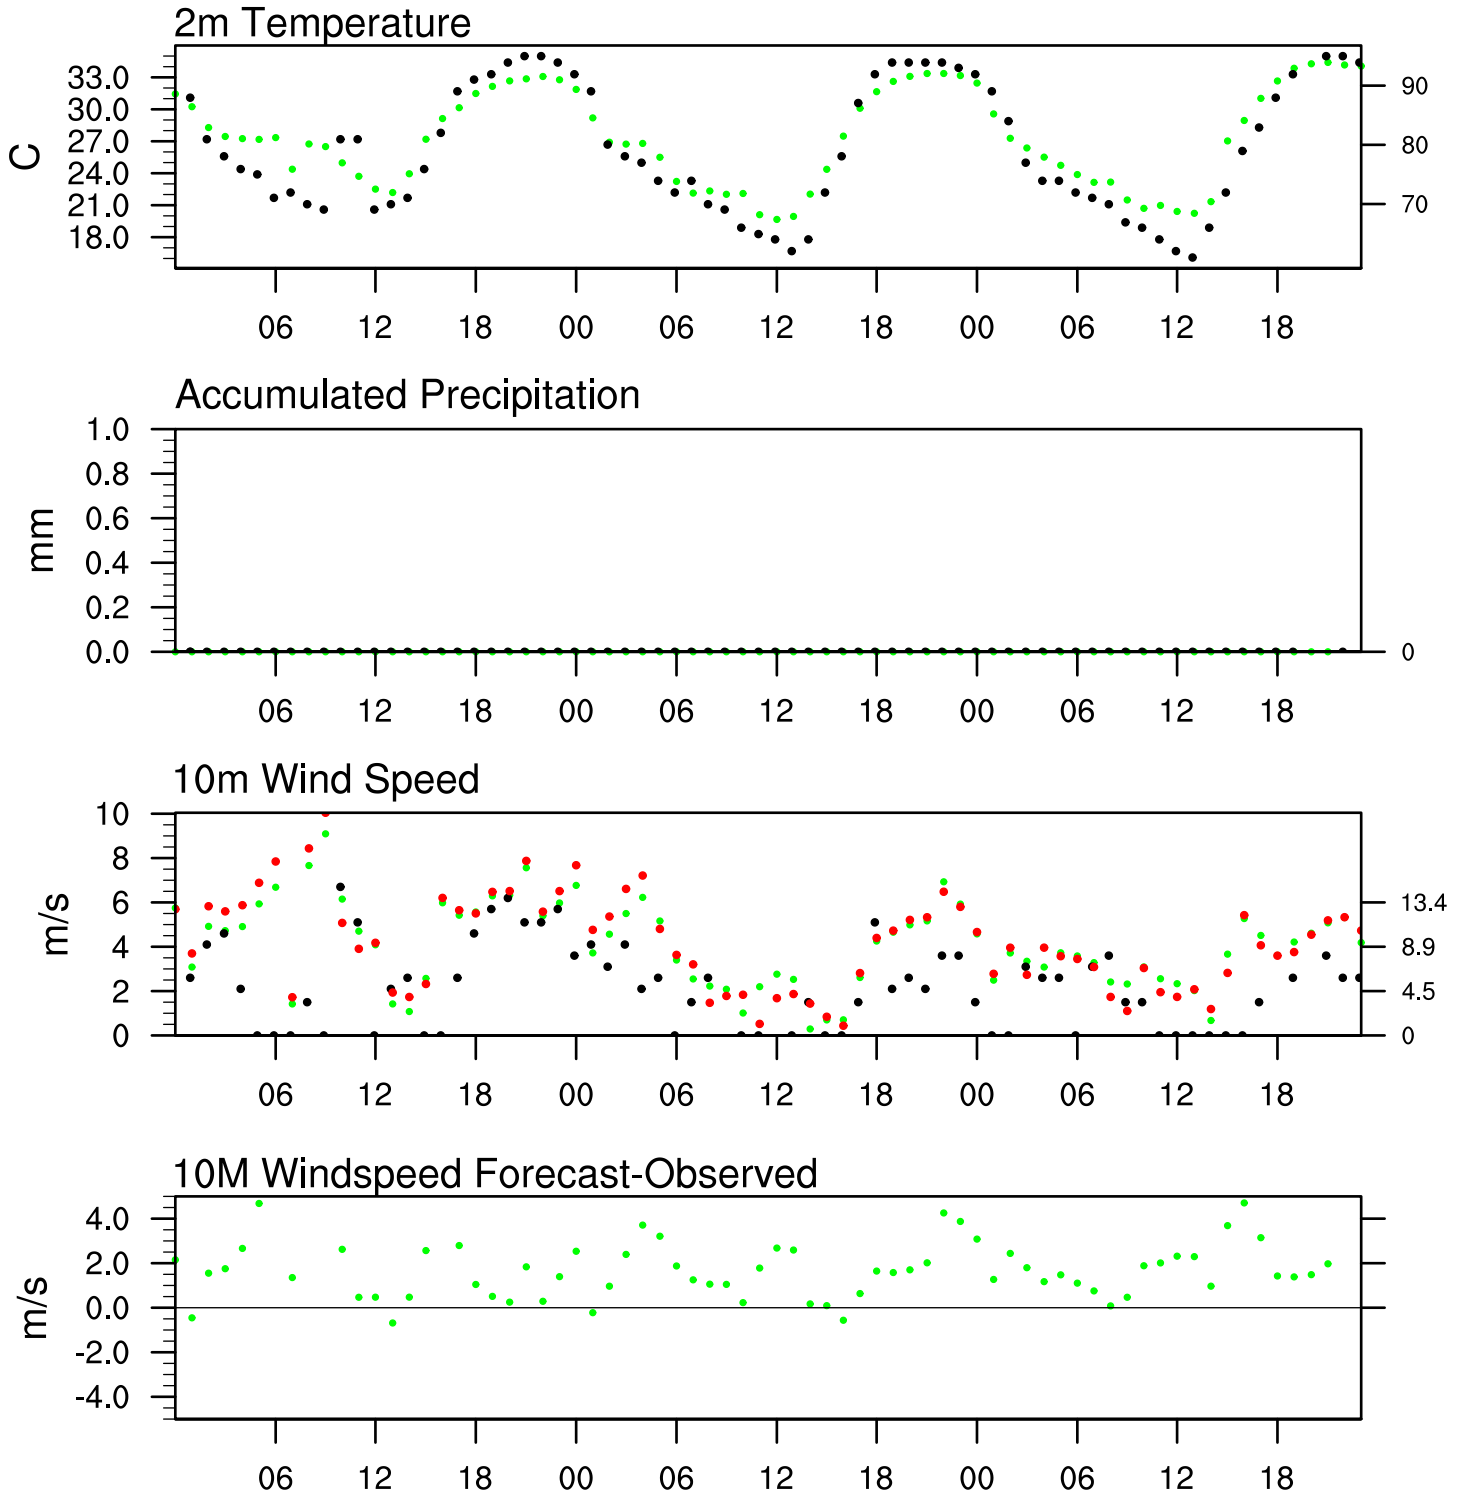 2m Temperature
33.0
30.0
27.0
24.0
21.0
18.0
C
90
80
70
06 12 18 00 06 12 18 00 06 12 18
Accumulated Precipitation
1.0
0.8
0.6
0.4
0.2
0.0
mm
0
06 12 18 00 06 12 18 00 06 12 18
10m Wind Speed
10
8
6
4
2
0
m/s
13.4
8.9
4.5
0
06 12 18 00 06 12 18 00 06 12 18
10M Windspeed Forecast-Observed
4.0
2.0
0.0
-2.0
-4.0
m/s
06 12 18 00 06 12 18 00 06 12 18